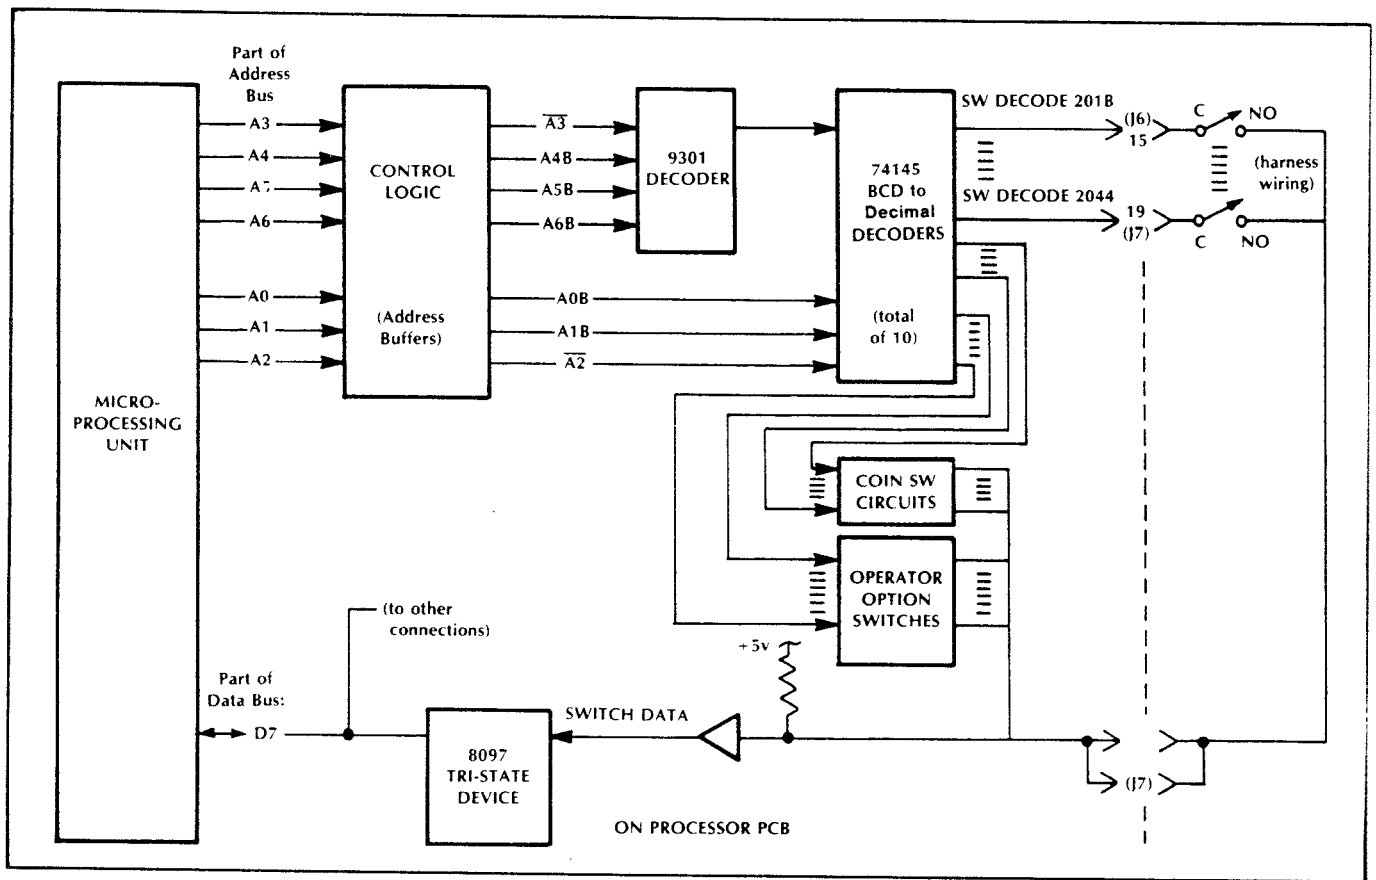 Part of
Address
Bus
A3
A4
A6
A0
A1
A2
MICRO-
PROCESSING
UNIT
CONTROL
LOGIC
(Address
Buffers)
A3
A4B
A5B
A6B
A0B
A1B
A2
9301
DECODER
74145
BCD to
Decimal
DECODERS
(total
of 10)
SW DECODE 201B
(J6)
15
C
NO
(harness
wiring)
SW DECODE 2044
19
(J7)
C
NO
COIN SW
CIRCUITS
OPERATOR
OPTION
SWITCHES
+5v
(to other
connections)
Part of
Data Bus:
D7
8097
TRI-STATE
DEVICE
SWITCH DATA
(J7)
ON PROCESSOR PCB